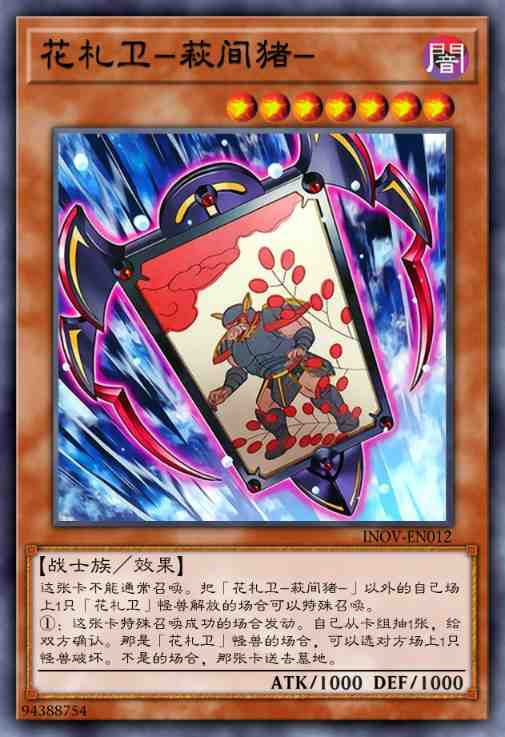 花札卫-萩间猪-
闇
INOV-EN012
【战士族／效果】
这张卡不能通常召唤。把「花札卫-萩间猪-」以外的自己场
上1只「花札卫」怪兽解放的场合可以特殊召唤。
①：这张卡特殊召唤成功的场合发动。自己从卡组抽1张，给
双方确认。那是「花札卫」怪兽的场合，可以选对方场上1只
怪兽破坏。不是的场合，那张卡送去墓地。
ATK/1000 DEF/1000
94388754